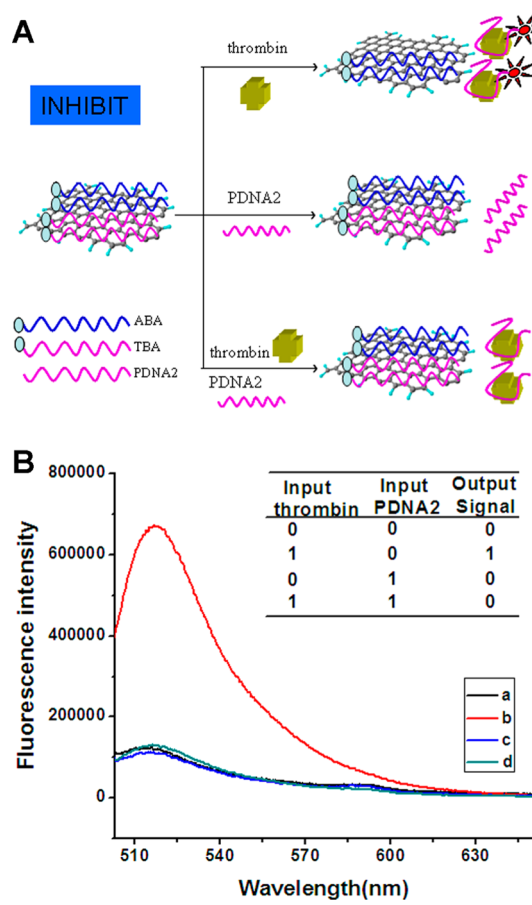 A
thrombin
INHIBIT
PDNA2
ABA
TBA
PDNA2
thrombin
PDNA2
B
800000
600000
400000
200000
0
Fluorescence intensity
Input thrombin Input PDNA2 Output Signal
0 0 0
1 0 1
0 1 0
1 1 0
a
b
c
d
510 540 570 600 630
Wavelength(nm)